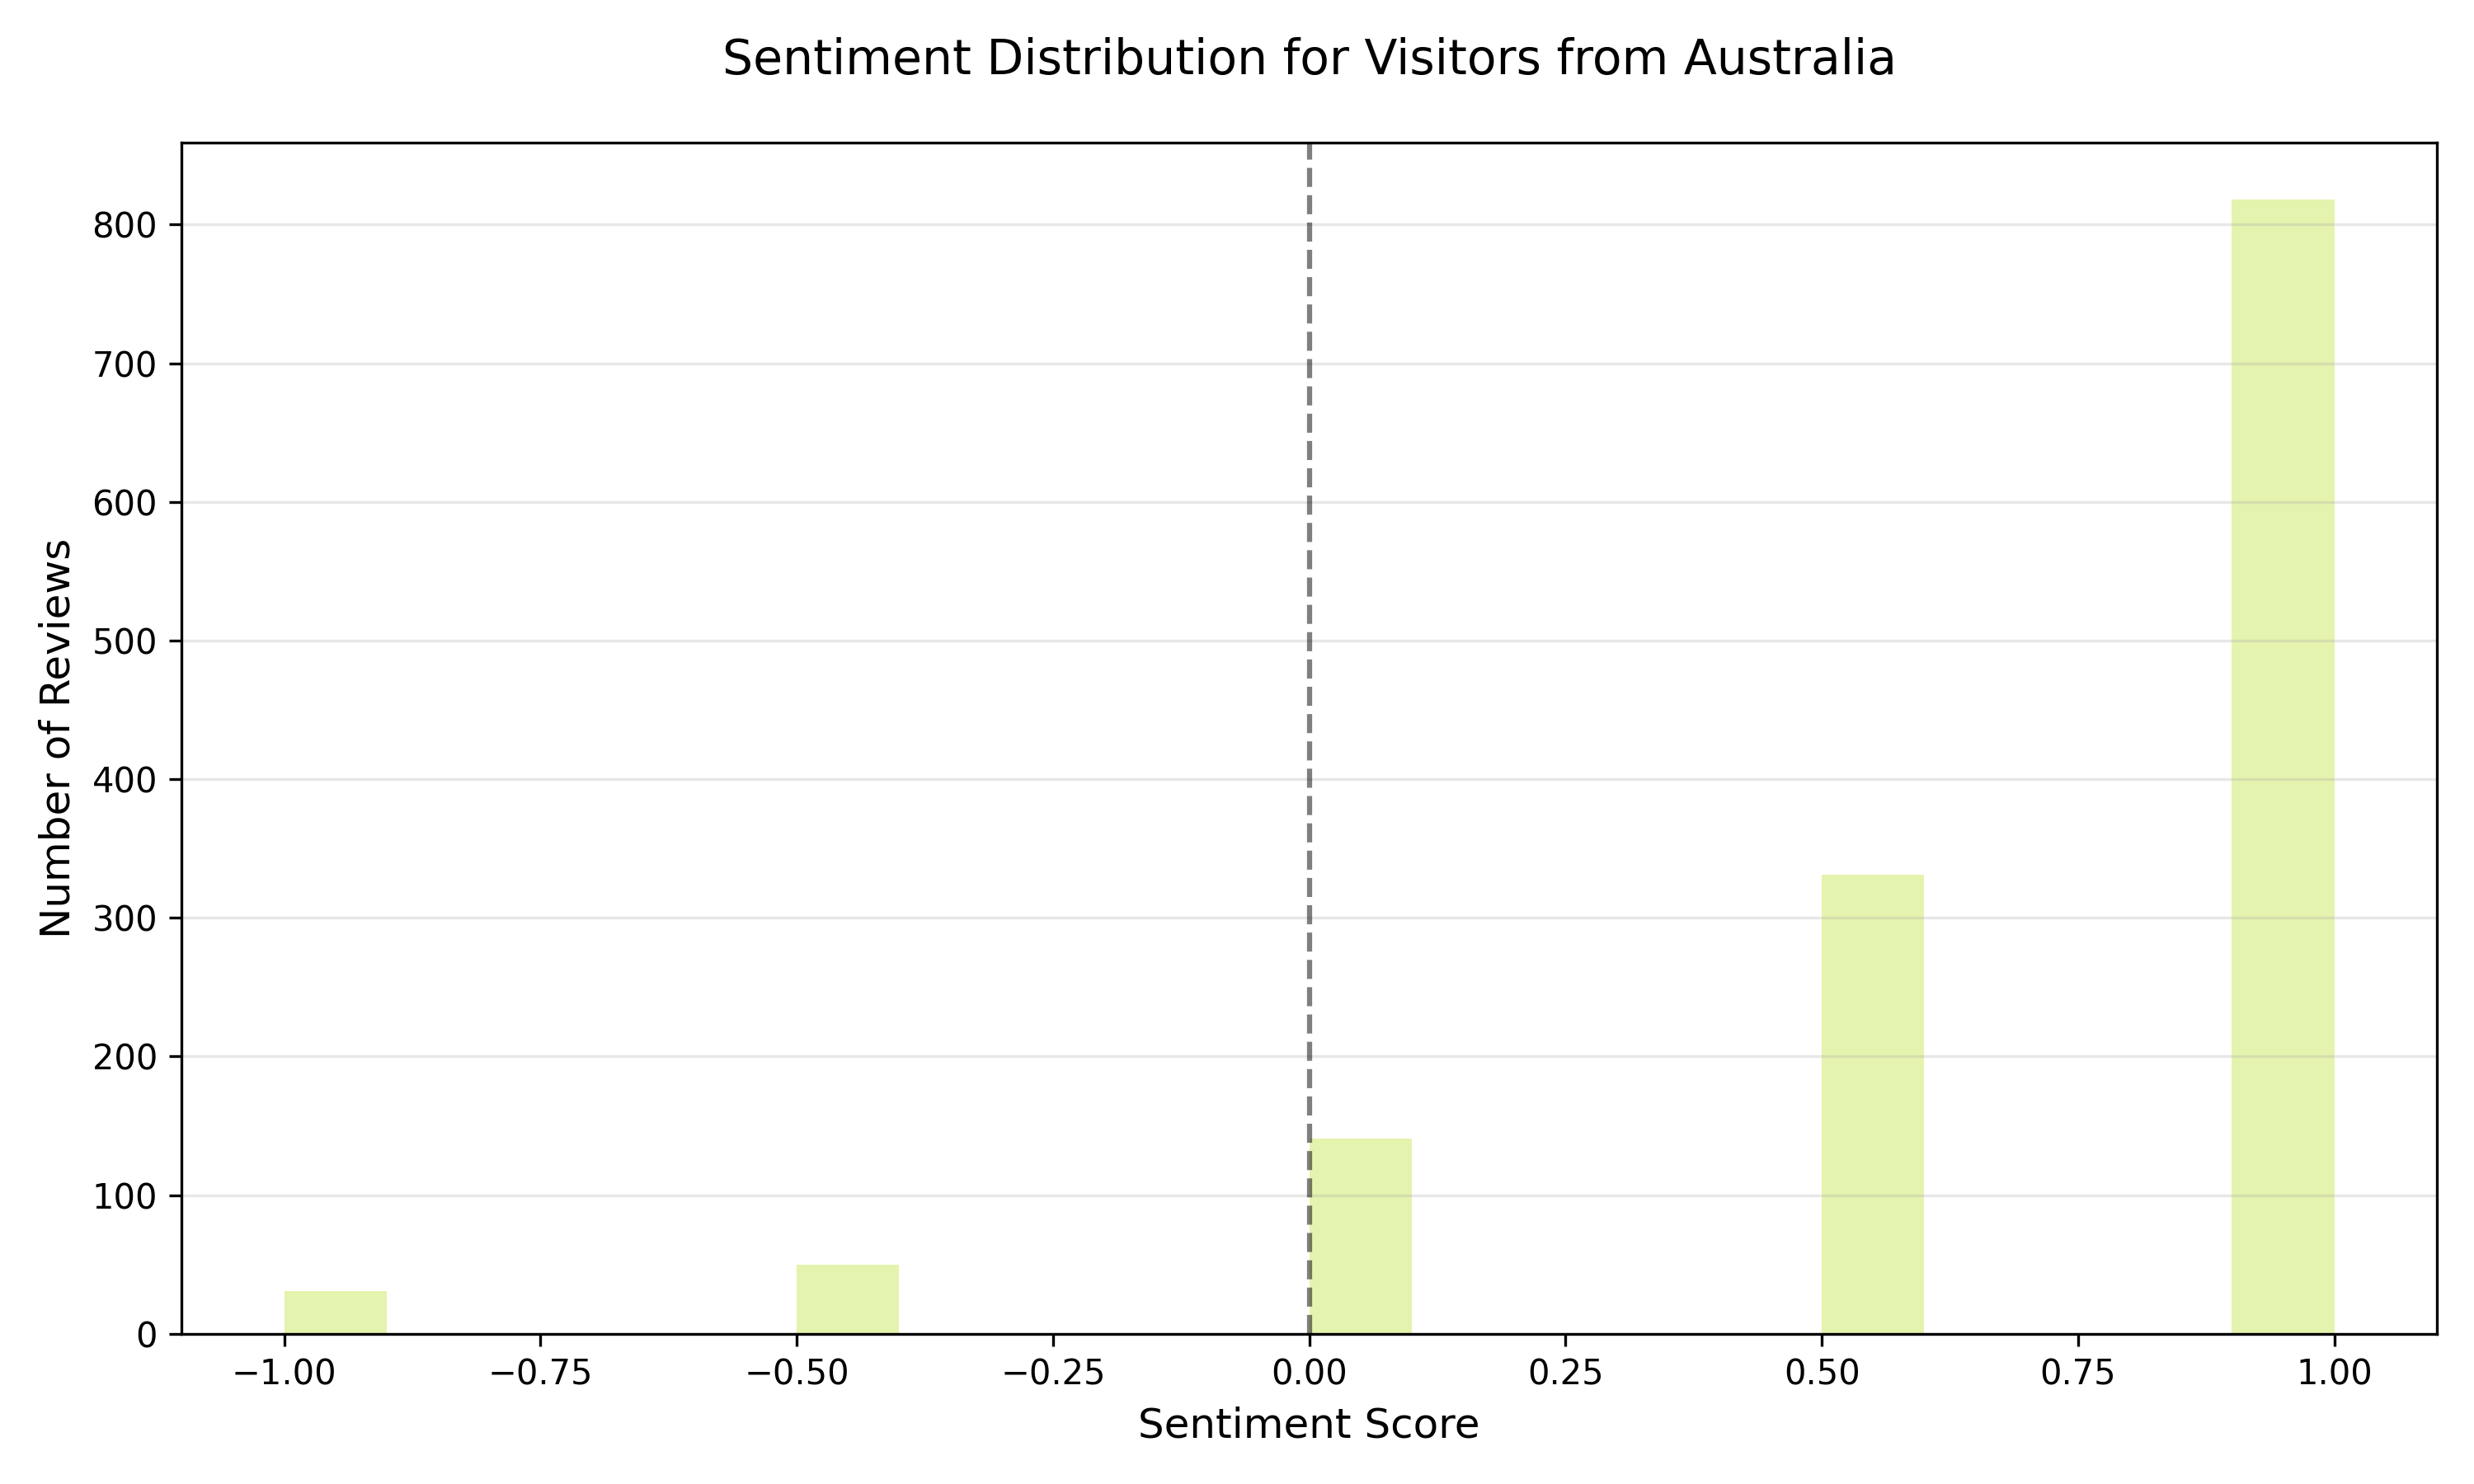 Sentiment Distribution for Visitors from Australia
800
700
600
500
400
300
200
100
0
Number of Reviews
−1.00 −0.75 −0.50 −0.25 0.00 0.25 0.50 0.75 1.00
Sentiment Score